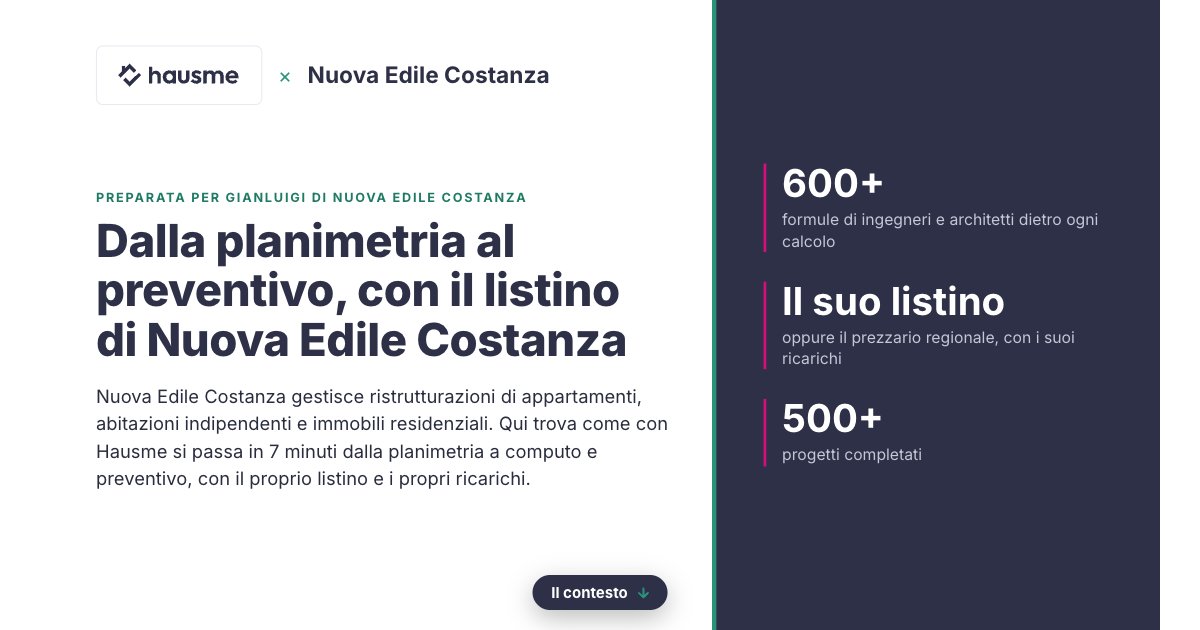 hausme × Nuova Edile Costanza
PREPARATA PER GIANLUIGI DI NUOVA EDILE COSTANZA
Dalla planimetria al
preventivo, con il listino
di Nuova Edile Costanza
Nuova Edile Costanza gestisce ristrutturazioni di appartamenti,
abitazioni indipendenti e immobili residenziali. Qui trova come con
Hausme si passa in 7 minuti dalla planimetria a computo e
preventivo, con il proprio listino e i propri ricarichi.
Il contesto ↓
600+
formule di ingegneri e architetti dietro ogni
calcolo
Il suo listino
oppure il prezzario regionale, con i suoi
ricarichi
500+
progetti completati